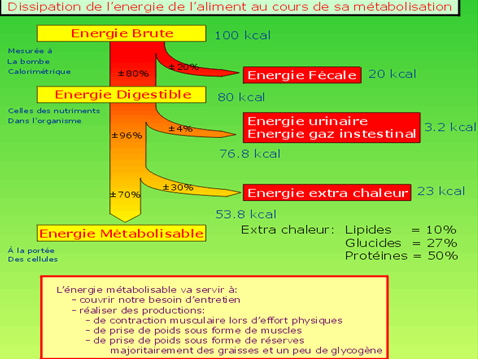 Dissipation de l'energie de l'aliment au cours de sa métabolisation
Energie Brute
100 kcal
Mesurée à
La bombe
Calorimétrique
±80%
±20%
Energie Fécale
20 kcal
Energie Digestible
80 kcal
Celles des nutriments
Dans l'organisme
±96%
±4%
Energie urinaire
Energie gaz instestinal
3.2 kcal
76.8 kcal
±70%
±30%
Energie extra chaleur
23 kcal
53.8 kcal
Energie Métabolisable
À la portée
Des cellules
Extra chaleur: Lipides = 10%
Glucides = 27%
Protéines = 50%
L'énergie métabolisable va servir à:
– couvrir notre besoin d'entretien
– réaliser des productions:
– de contraction musculaire lors d'effort physiques
– de prise de poids sous forme de muscles
– de prise de poids sous forme de réserves
majoritairement des graisses et un peu de glycogène